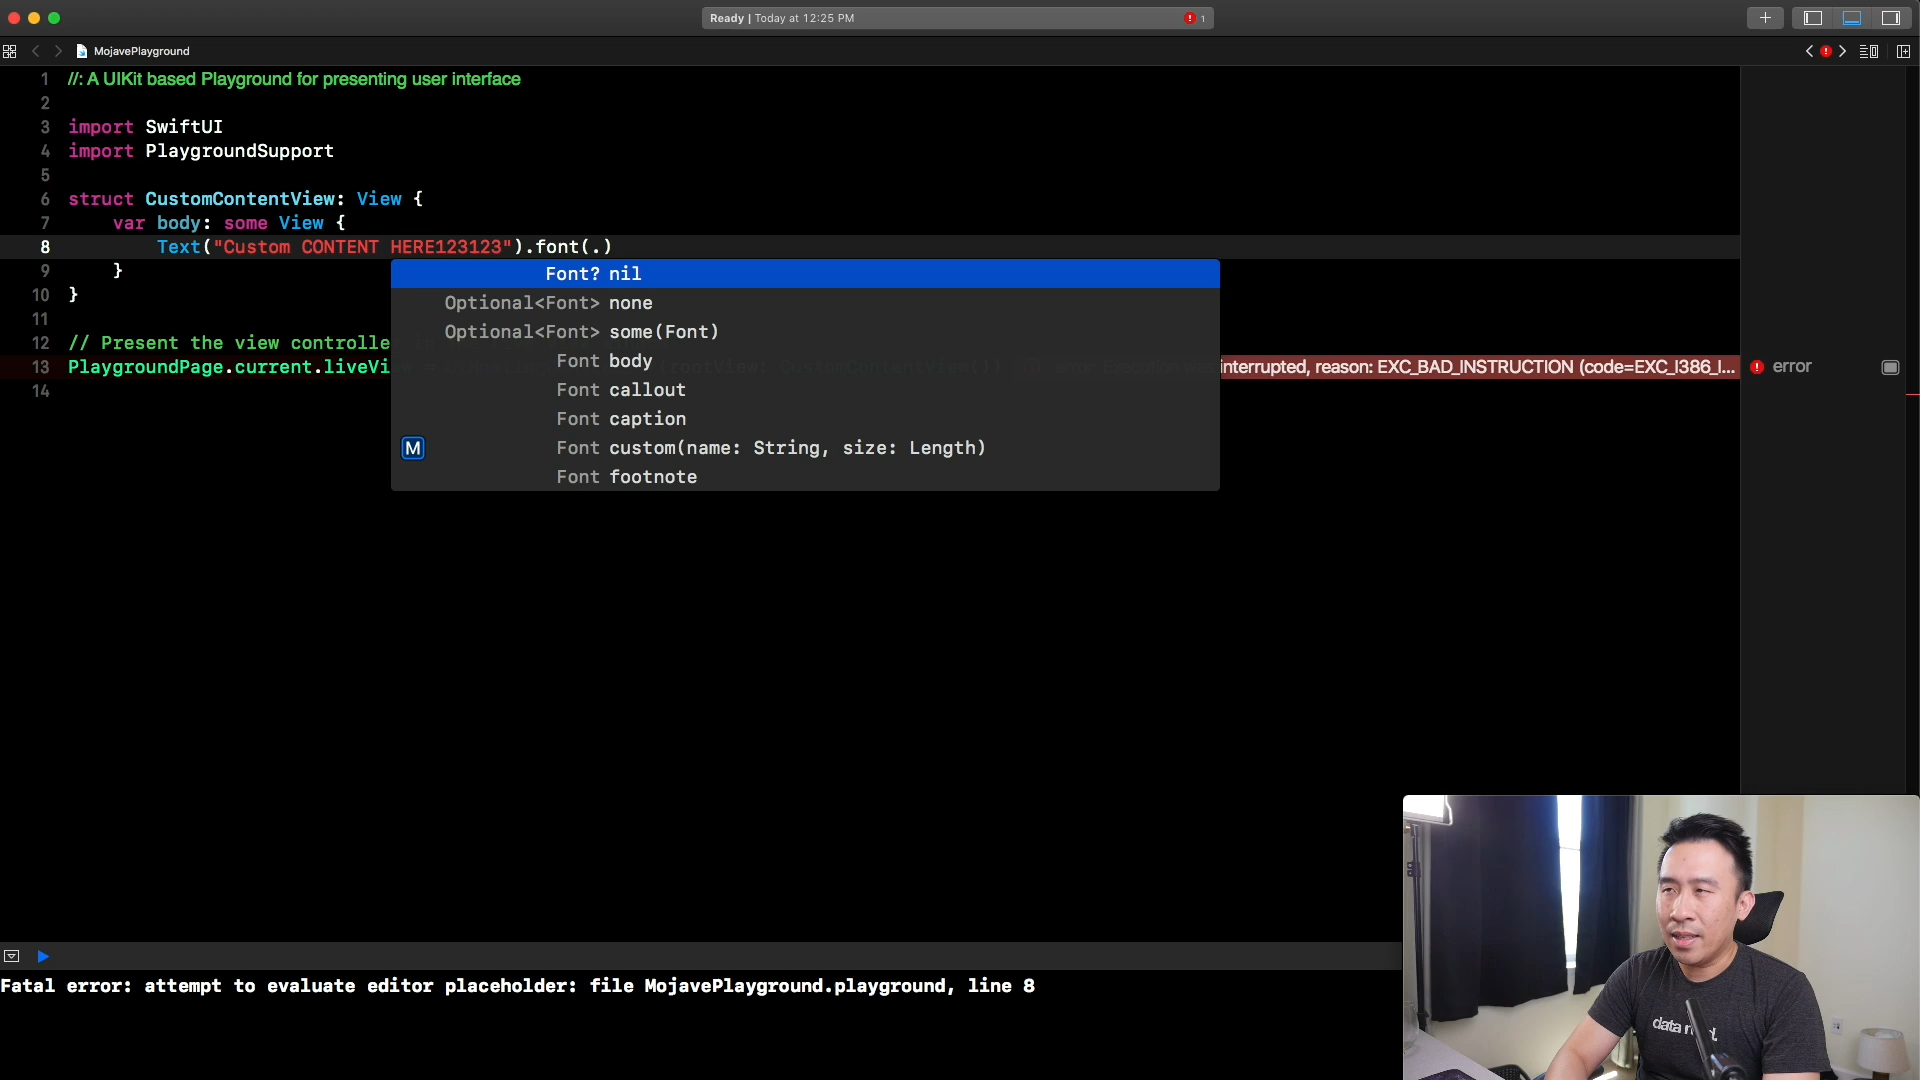 Ready | Today at 12:25 PM
1
MojavePlayground
1 //: A UIKit based Playground for presenting user interface
2
3 import SwiftUI
4 import PlaygroundSupport
5
6 struct CustomContentView: View {
7 var body: some View {
8 Text("Custom CONTENT HERE123123").font(.)
9 }
10 }
11
12 // Present the view controlle
13 PlaygroundPage.current.liveVi
interrupted, reason: EXC_BAD_INSTRUCTION (code=EXC_I386_I...
error
14
Font? nil
Optional<Font> none
Optional<Font> some(Font)
Font body
Font callout
Font caption
M Font custom(name: String, size: Length)
Font footnote
Fatal error: attempt to evaluate editor placeholder: file MojavePlayground.playground, line 8